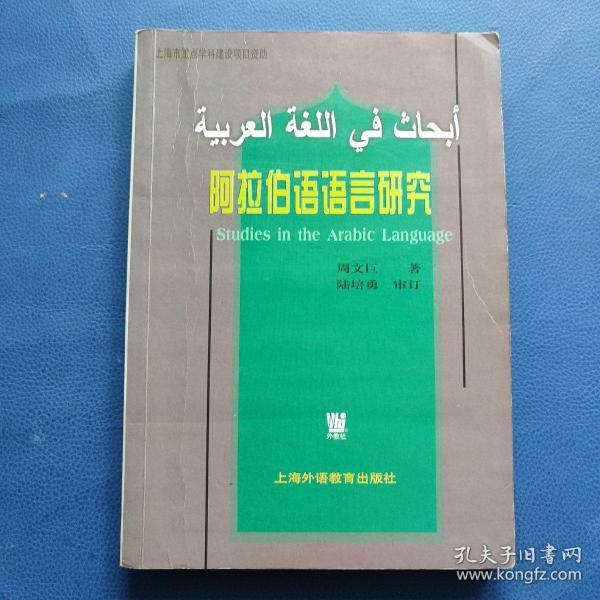 上海市重点学科建设项目资助
أبحاث في اللغة العربية
阿拉伯语语言研究
Studies in the Arabic Language
周文巨 著
陆培勇 审订
外教社
上海外语教育出版社
孔夫子旧书网
www.kongfz.com